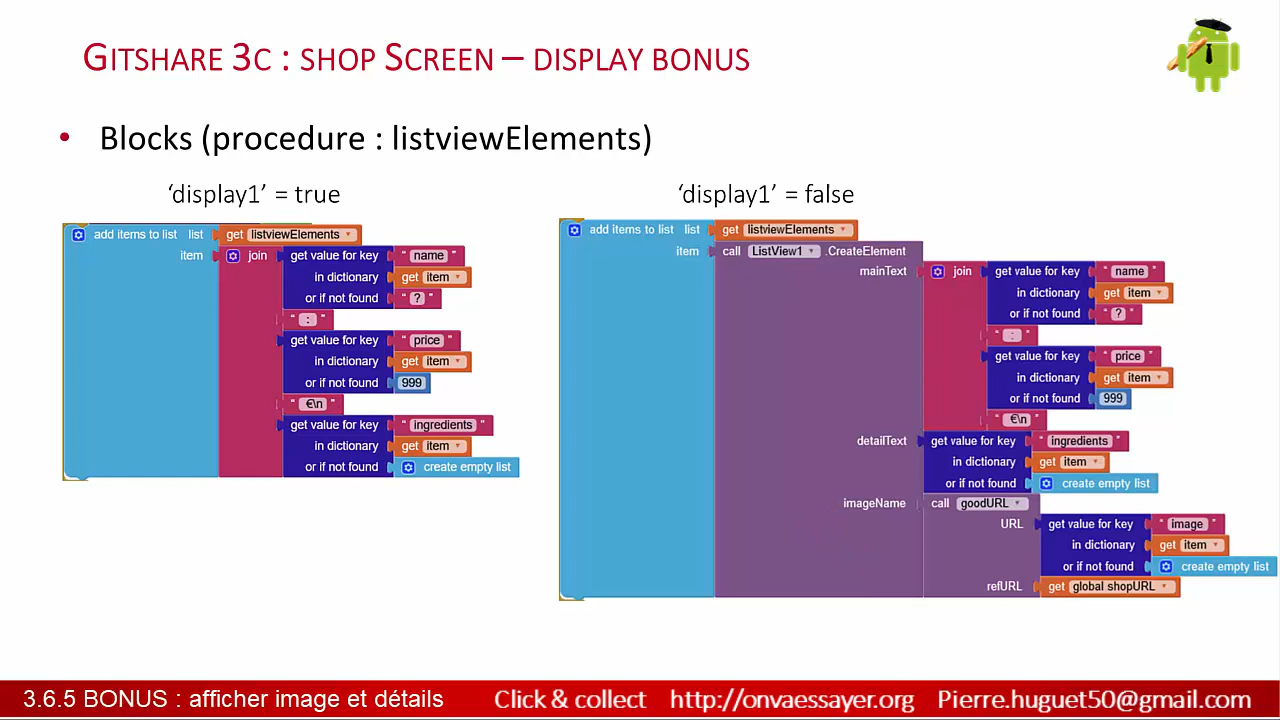 GITSHARE 3C : SHOP SCREEN – DISPLAY BONUS
• Blocks (procedure : listviewElements)
‘display1’ = true
add items to list list get listviewElements
item join get value for key “ name ”
in dictionary get item
or if not found “ ? ”
“ : ”
get value for key “ price ”
in dictionary get item
or if not found 999
“ €\n ”
get value for key “ ingredients ”
in dictionary get item
or if not found create empty list
‘display1’ = false
add items to list list get listviewElements
item call ListView1 .CreateElement
mainText join get value for key “ name ”
in dictionary get item
or if not found “ ? ”
“ : ”
get value for key “ price ”
in dictionary get item
or if not found 999
“ €\n ”
detailText get value for key “ ingredients ”
in dictionary get item
or if not found create empty list
imageName call goodURL
URL get value for key “ image ”
in dictionary get item
or if not found create empty list
refURL get global shopURL
3.6.5 BONUS : afficher image et détails Click & collect http://onvaessayer.org Pierre.huguet50@gmail.com